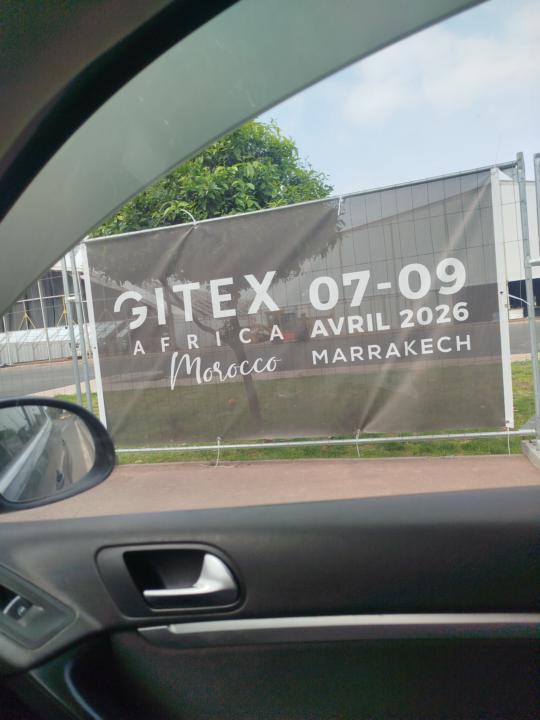 GITEX
AFRICA
Morocco
07-09
AVRIL 2026
MARRAKECH